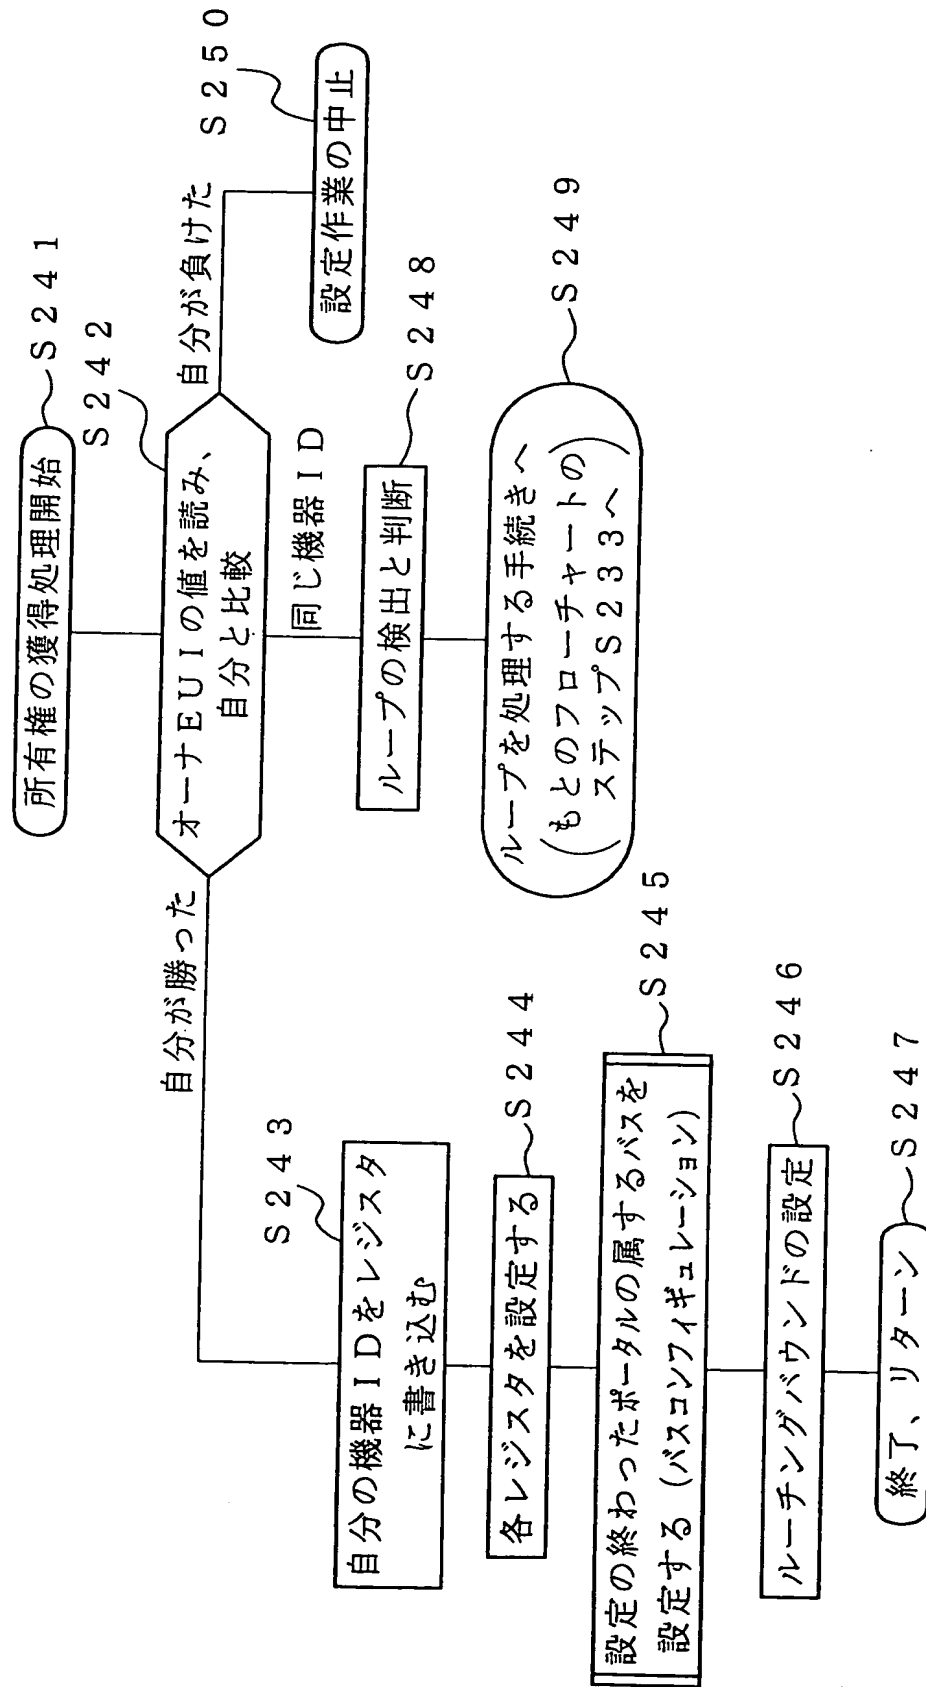 所有権の獲得処理開始
S241
S242
オーナEUIの値を読み、
自分と比較
自分が勝った
同じ機器ID
自分が負けた
S243
自分の機器IDをレジスタ
に書き込む
各レジスタを設定する
S244
設定の終わったポータルの属するバスを
設定する（バスコンフィギュレーション）
S245
ルーチングバウンドの設定
S246
終了、リターン
S247
ループの検出と判断
S248
ループを処理する手続きへ
（もとのフローチャートの
ステップS233へ）
S249
設定作業の中止
S250